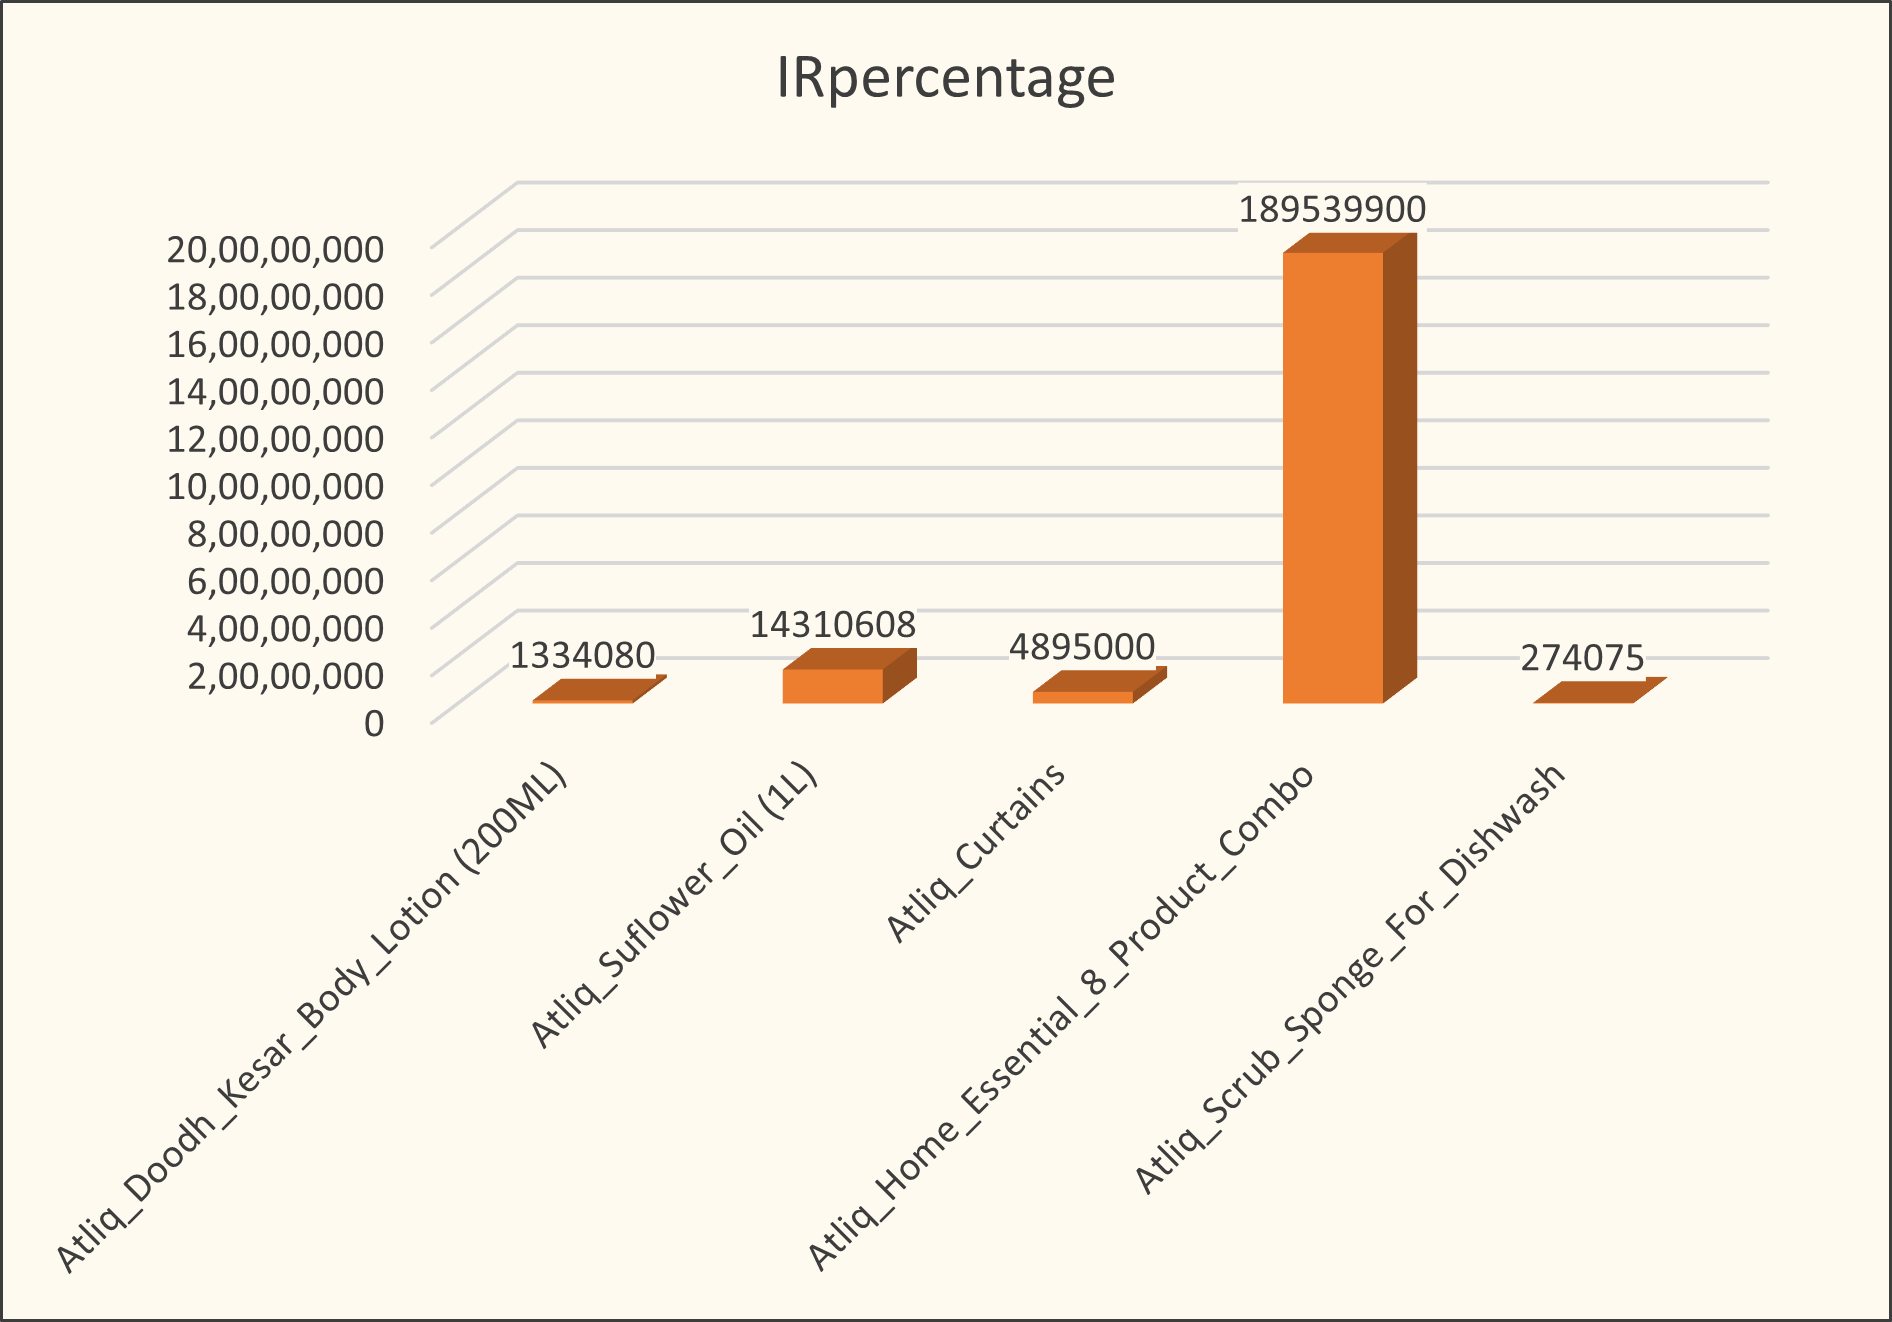 IRpercentage
20,00,00,000
18,00,00,000
16,00,00,000
14,00,00,000
12,00,00,000
10,00,00,000
8,00,00,000
6,00,00,000
4,00,00,000
2,00,00,000
0
1334080
14310608
4895000
189539900
274075
Atliq_Doodh_Kesar_Body_Lotion (200ML)
Atliq_Suflower_Oil (1L)
Atliq_Curtains
Atliq_Home_Essential_8_Product_Combo
Atliq_Scrub_Sponge_For_Dishwash